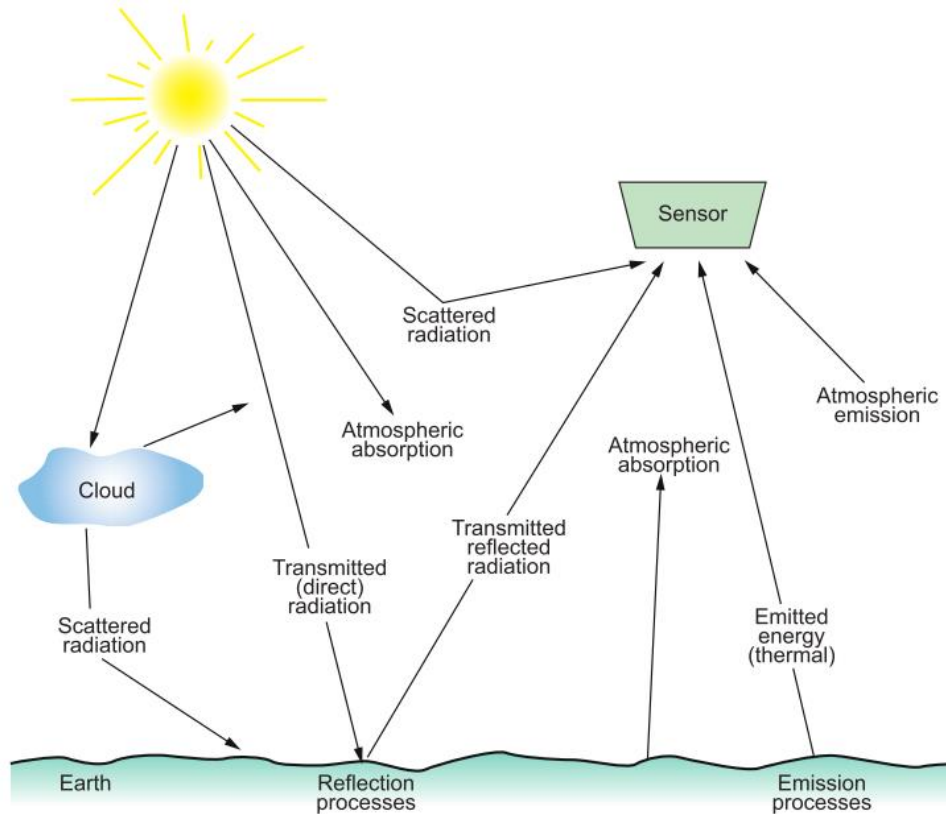 Sensor
Scattered
radiation
Atmospheric
emission
Atmospheric
absorption
Atmospheric
absorption
Cloud
Transmitted
reflected
radiation
Transmitted
(direct)
radiation
Scattered
radiation
Emitted
energy
(thermal)
Earth
Reflection
processes
Emission
processes